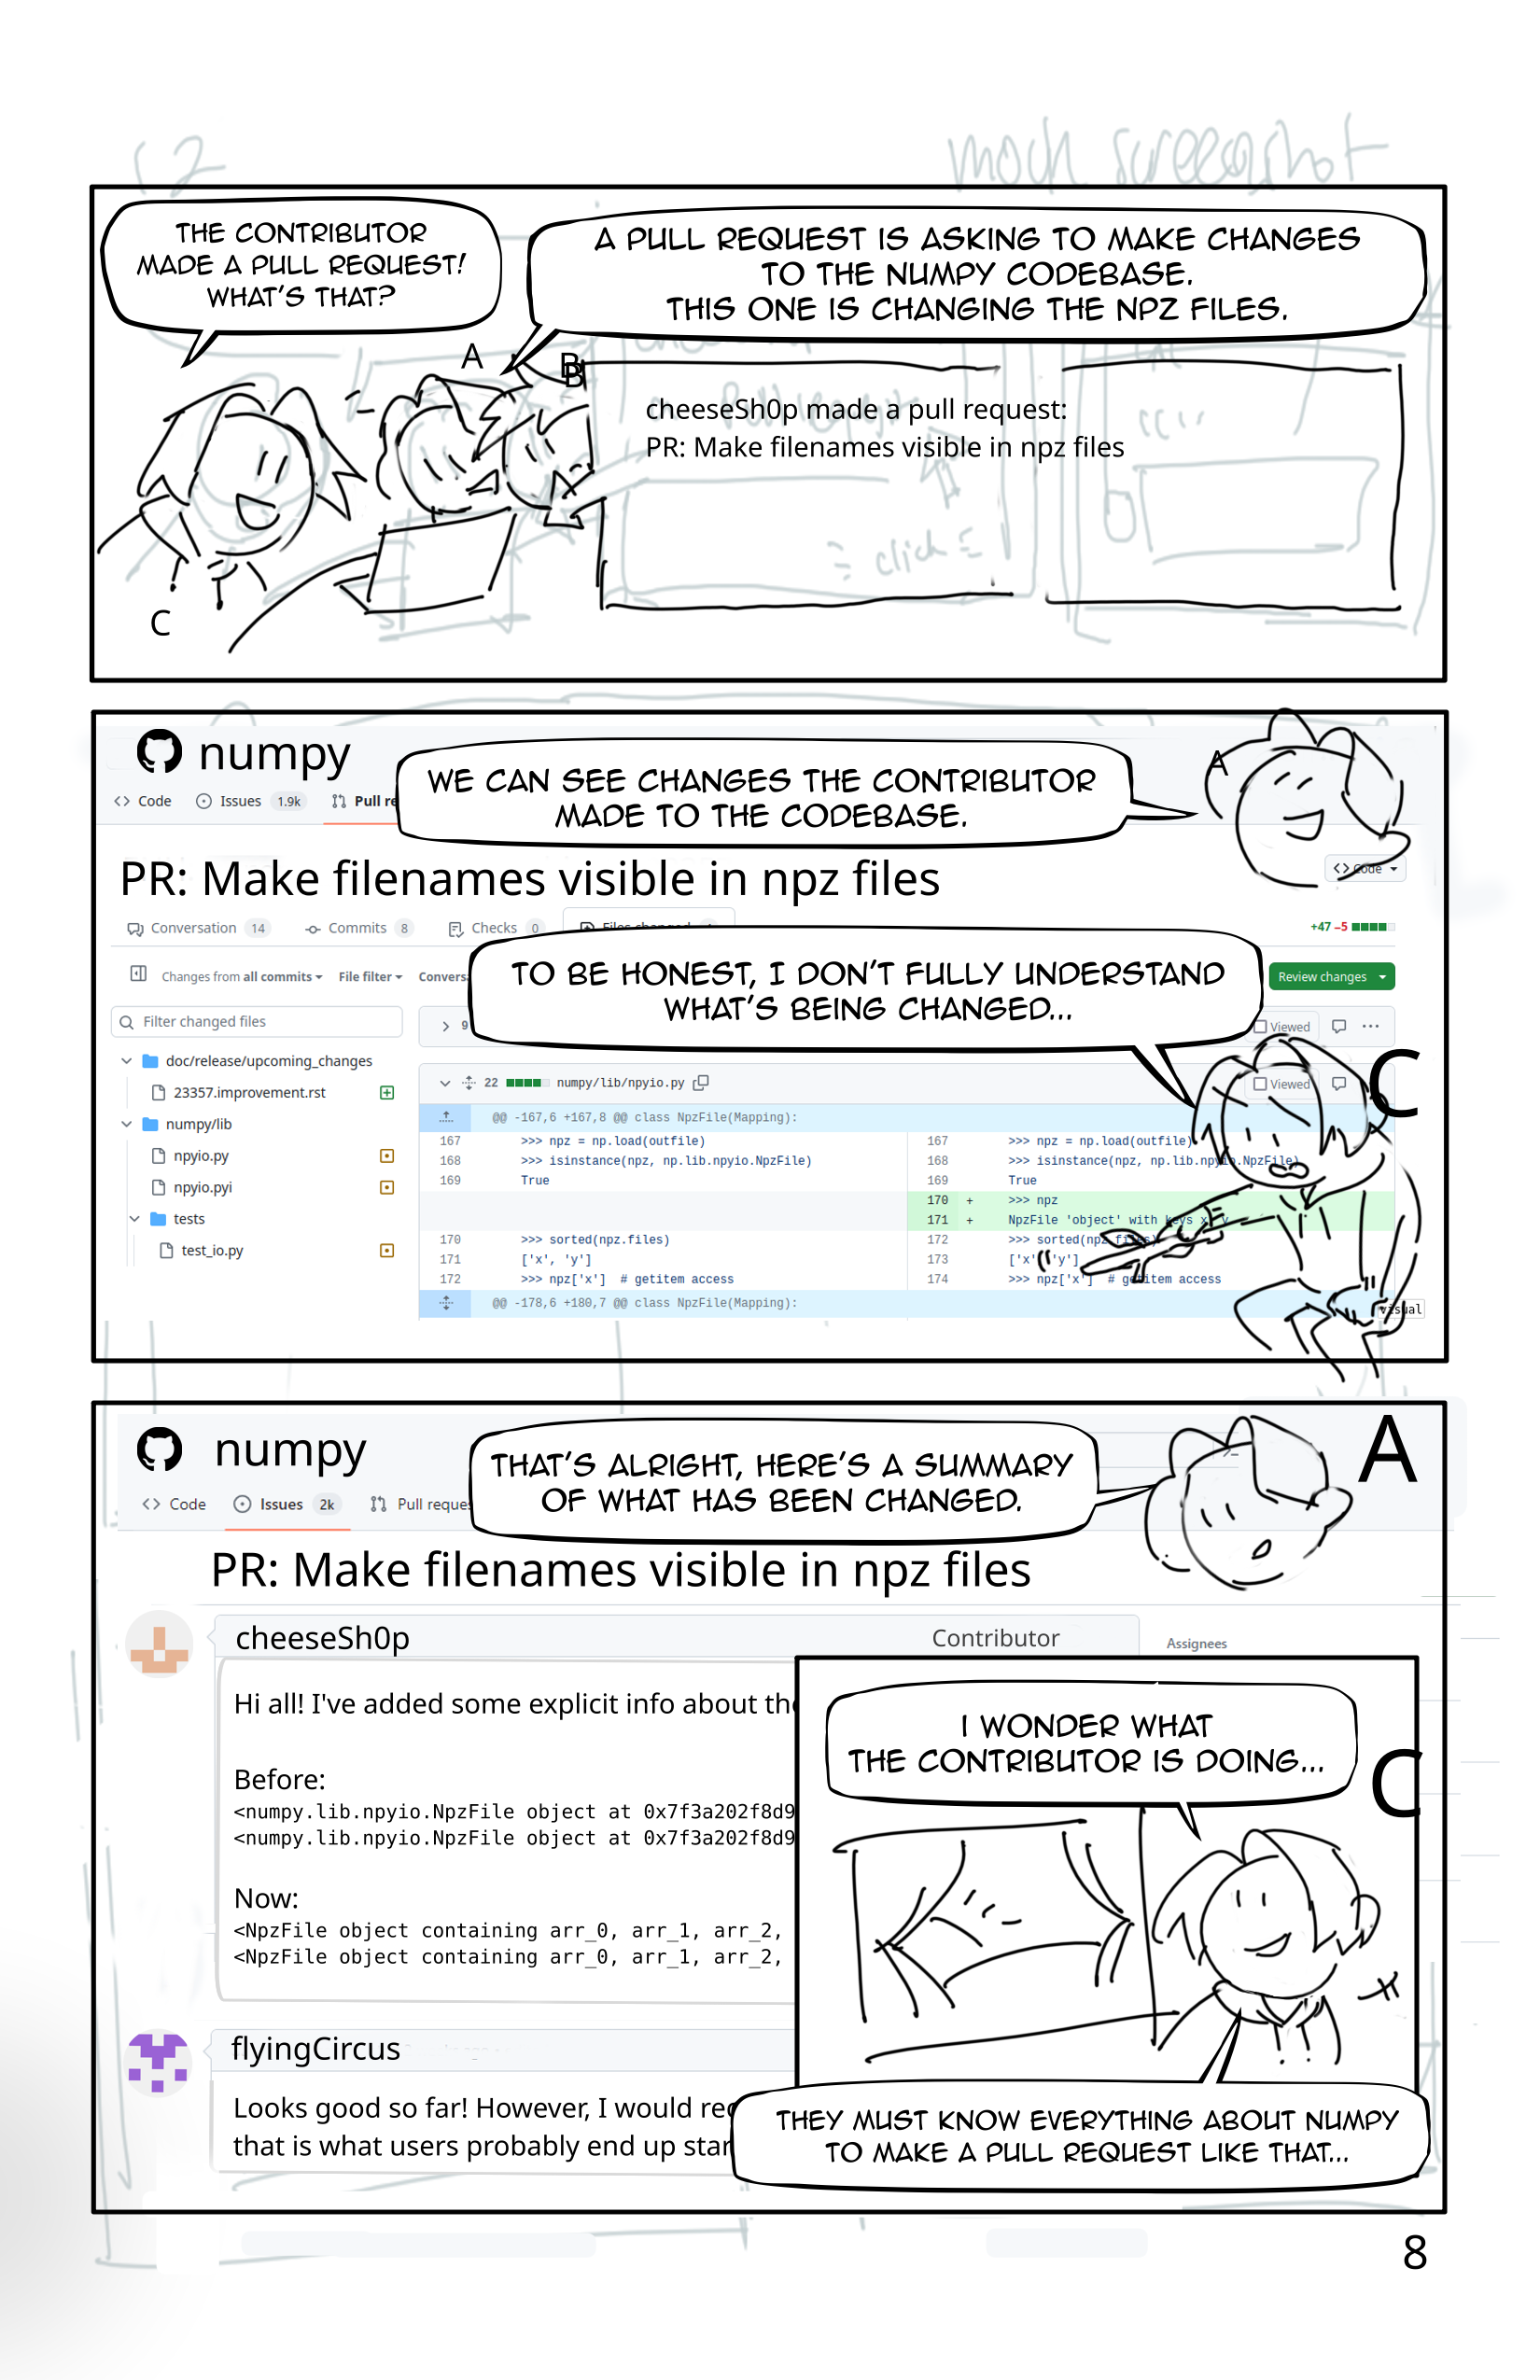 mock screenshot
THE CONTRIBUTOR
MADE A PULL REQUEST!
WHAT'S THAT?
A PULL REQUEST IS ASKING TO MAKE CHANGES
TO THE NUMPY CODEBASE.
THIS ONE IS CHANGING THE NPZ FILES.
A
B
B
cheeseSh0p made a pull request:
PR: Make filenames visible in npz files
click
C
numpy
WE CAN SEE CHANGES THE CONTRIBUTOR
MADE TO THE CODEBASE.
A
Code
Issues 1.9k
Pull re
PR: Make filenames visible in npz files
Code
Conversation 14
Commits 8
Checks 0
Files changed
+47 −5
TO BE HONEST, I DON'T FULLY UNDERSTAND
WHAT'S BEING CHANGED...
Changes from all commits
File filter
Conversa
Review changes
Filter changed files
9
Viewed
C
doc/release/upcoming_changes
23357.improvement.rst
numpy/lib
npyio.py
npyio.pyi
tests
test_io.py
22 numpy/lib/npyio.py
Viewed
@@ -167,6 +167,8 @@ class NpzFile(Mapping):
167 >>> npz = np.load(outfile)
168 >>> isinstance(npz, np.lib.npyio.NpzFile)
169 True
170 >>> sorted(npz.files)
171 ['x', 'y']
172 >>> npz['x']  # getitem access
167 >>> npz = np.load(outfile)
168 >>> isinstance(npz, np.lib.npyio.NpzFile)
169 True
170 + >>> npz
171 + NpzFile 'object' with keys x, y
172 >>> sorted(npz.files)
173 ['x', 'y']
174 >>> npz['x']  # getitem access
@@ -178,6 +180,7 @@ class NpzFile(Mapping):
visual
numpy
THAT'S ALRIGHT, HERE'S A SUMMARY
OF WHAT HAS BEEN CHANGED.
A
Code
Issues 2k
Pull reques
PR: Make filenames visible in npz files
cheeseSh0p
Contributor
Assignees
Hi all! I've added some explicit info about the
Before:
<numpy.lib.npyio.NpzFile object at 0x7f3a202f8d9
<numpy.lib.npyio.NpzFile object at 0x7f3a202f8d9
Now:
<NpzFile object containing arr_0, arr_1, arr_2,
<NpzFile object containing arr_0, arr_1, arr_2,
I WONDER WHAT
THE CONTRIBUTOR IS DOING...
C
flyingCircus
Looks good so far! However, I would rec
that is what users probably end up star
THEY MUST KNOW EVERYTHING ABOUT NUMPY
TO MAKE A PULL REQUEST LIKE THAT...
8